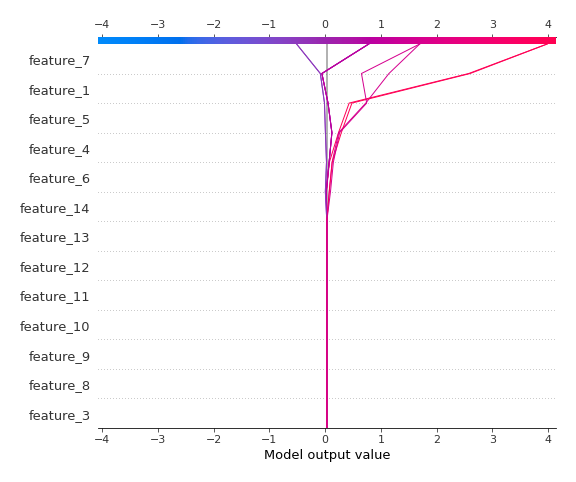 −4 −3 −2 −1 0 1 2 3 4
feature_7
feature_1
feature_5
feature_4
feature_6
feature_14
feature_13
feature_12
feature_11
feature_10
feature_9
feature_8
feature_3
−4 −3 −2 −1 0 1 2 3 4
Model output value